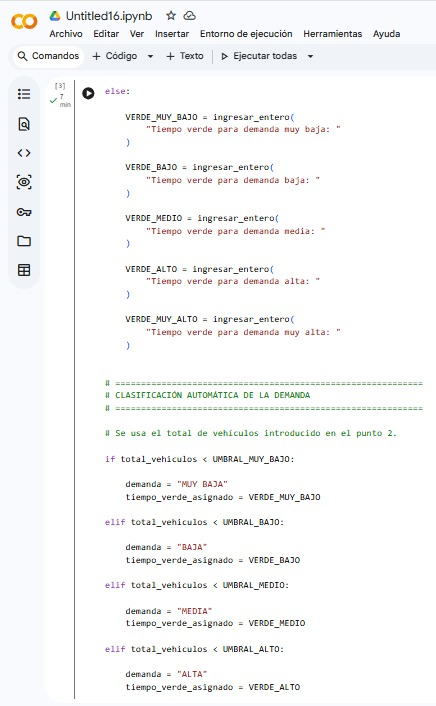 CO Untitled16.ipynb
Archivo Editar Ver Insertar Entorno de ejecución Herramientas Ayuda
Comandos + Código + Texto Ejecutar todas
[3]
7
min
else:
VERDE_MUY_BAJO = ingresar_entero(
"Tiempo verde para demanda muy baja: "
)
VERDE_BAJO = ingresar_entero(
"Tiempo verde para demanda baja: "
)
VERDE_MEDIO = ingresar_entero(
"Tiempo verde para demanda media: "
)
VERDE_ALTO = ingresar_entero(
"Tiempo verde para demanda alta: "
)
VERDE_MUY_ALTO = ingresar_entero(
"Tiempo verde para demanda muy alta: "
)
# ============================================================
# CLASIFICACIÓN AUTOMÁTICA DE LA DEMANDA
# ============================================================
# Se usa el total de vehículos introducido en el punto 2.
if total_vehiculos < UMBRAL_MUY_BAJO:
demanda = "MUY BAJA"
tiempo_verde_asignado = VERDE_MUY_BAJO
elif total_vehiculos < UMBRAL_BAJO:
demanda = "BAJA"
tiempo_verde_asignado = VERDE_BAJO
elif total_vehiculos < UMBRAL_MEDIO:
demanda = "MEDIA"
tiempo_verde_asignado = VERDE_MEDIO
elif total_vehiculos < UMBRAL_ALTO:
demanda = "ALTA"
tiempo_verde_asignado = VERDE_ALTO